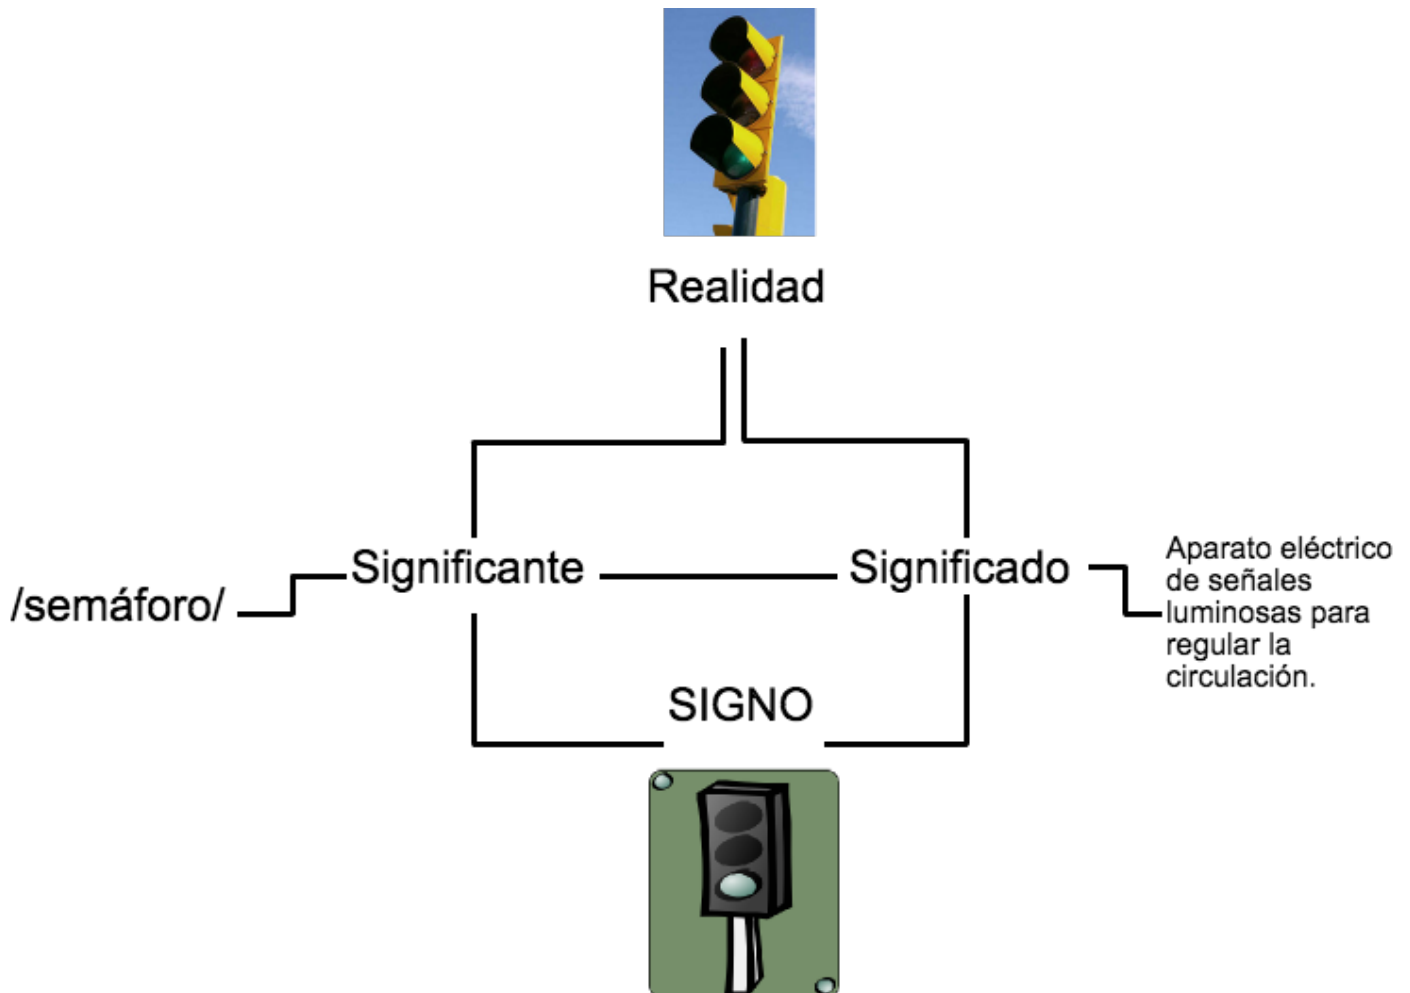 Realidad
Significante
Significado
/semáforo/
Aparato eléctrico
de señales
luminosas para
regular la
circulación.
SIGNO